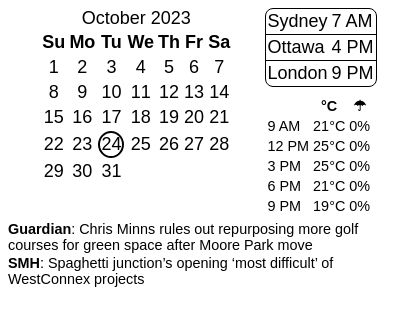 October 2023
Su Mo Tu We Th Fr Sa
1 2 3 4 5 6 7
8 9 10 11 12 13 14
15 16 17 18 19 20 21
22 23 24 25 26 27 28
29 30 31
Sydney 7 AM
Ottawa 4 PM
London 9 PM
°C ☂
9 AM 21°C 0%
12 PM 25°C 0%
3 PM 25°C 0%
6 PM 21°C 0%
9 PM 19°C 0%
Guardian: Chris Minns rules out repurposing more golf
courses for green space after Moore Park move
SMH: Spaghetti junction’s opening ‘most difficult’ of
WestConnex projects